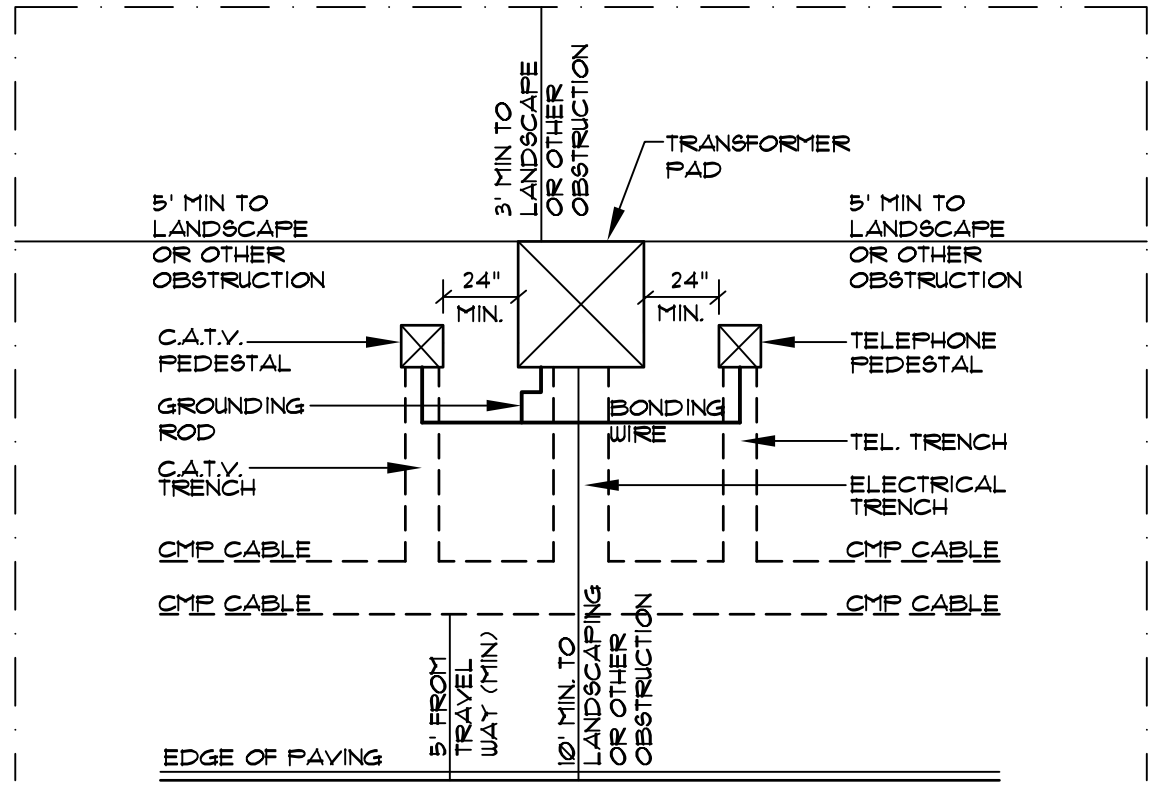 3' MIN TO
LANDSCAPE
OR OTHER
OBSTRUCTION
TRANSFORMER
PAD
5' MIN TO
LANDSCAPE
OR OTHER
OBSTRUCTION
5' MIN TO
LANDSCAPE
OR OTHER
OBSTRUCTION
24"
MIN.
24"
MIN.
C.A.T.V.
PEDESTAL
TELEPHONE
PEDESTAL
GROUNDING
ROD
BONDING
WIRE
TEL. TRENCH
C.A.T.V.
TRENCH
ELECTRICAL
TRENCH
CMP CABLE
CMP CABLE
CMP CABLE
CMP CABLE
5' FROM
TRAVEL
WAY (MIN)
10' MIN. TO
LANDSCAPING
OR OTHER
OBSTRUCTION
EDGE OF PAVING